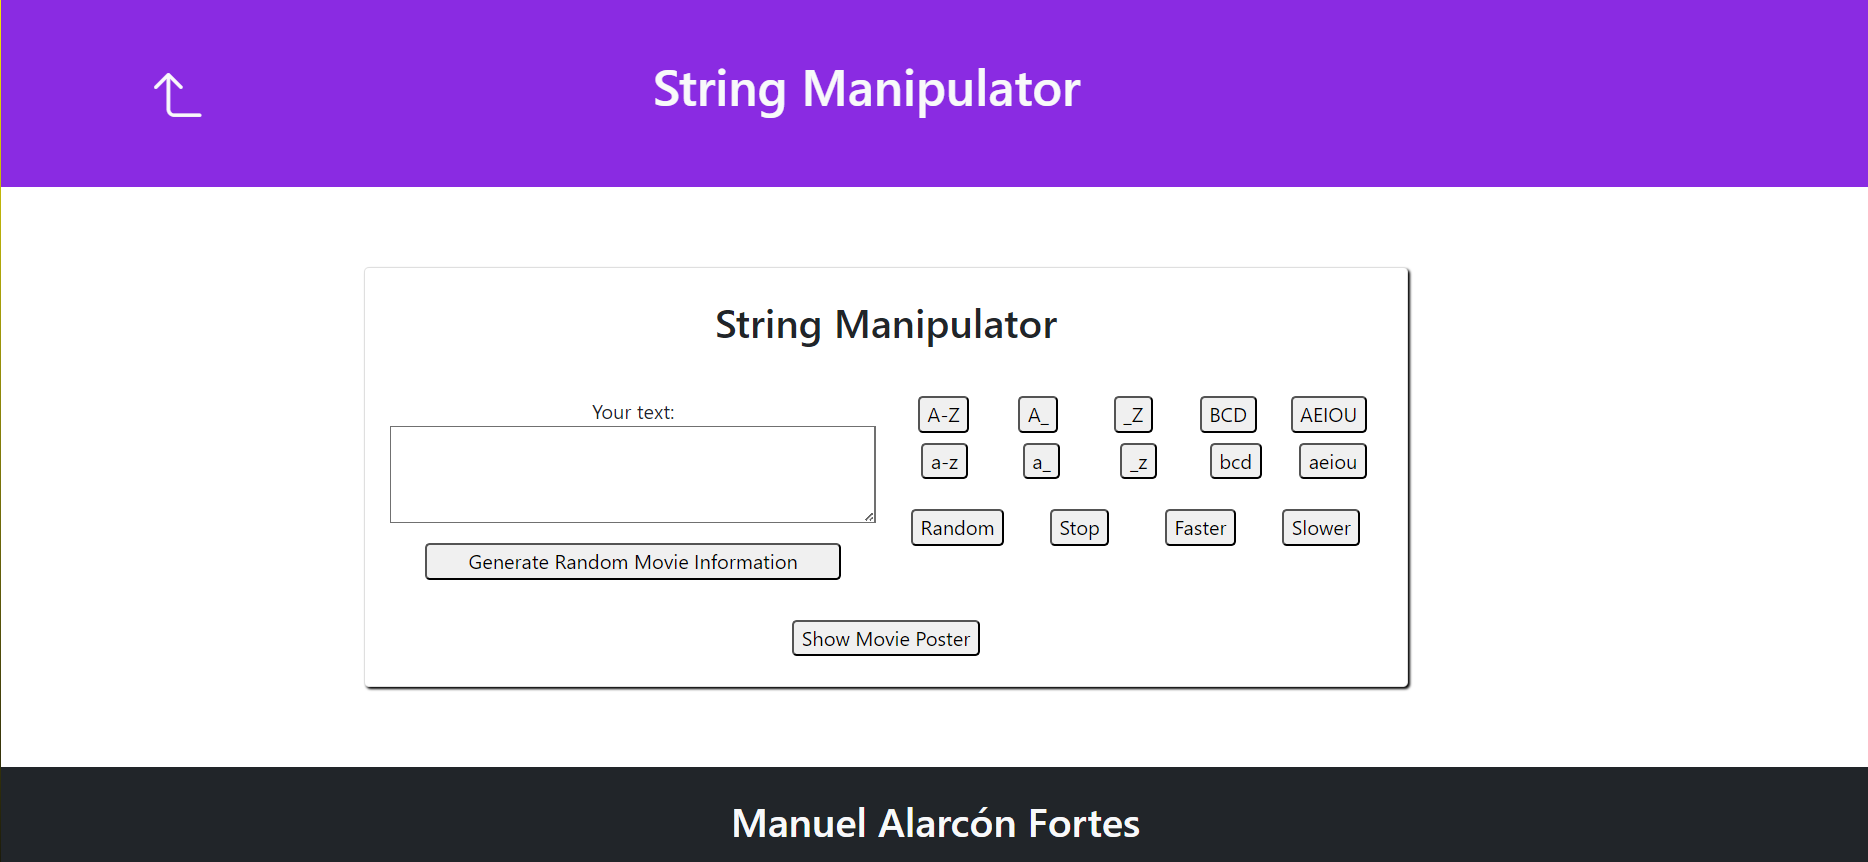 String Manipulator
String Manipulator
Your text:
A-Z A_ _Z BCD AEIOU
a-z a_ _z bcd aeiou
Random Stop Faster Slower
Generate Random Movie Information
Show Movie Poster
Manuel Alarcón Fortes